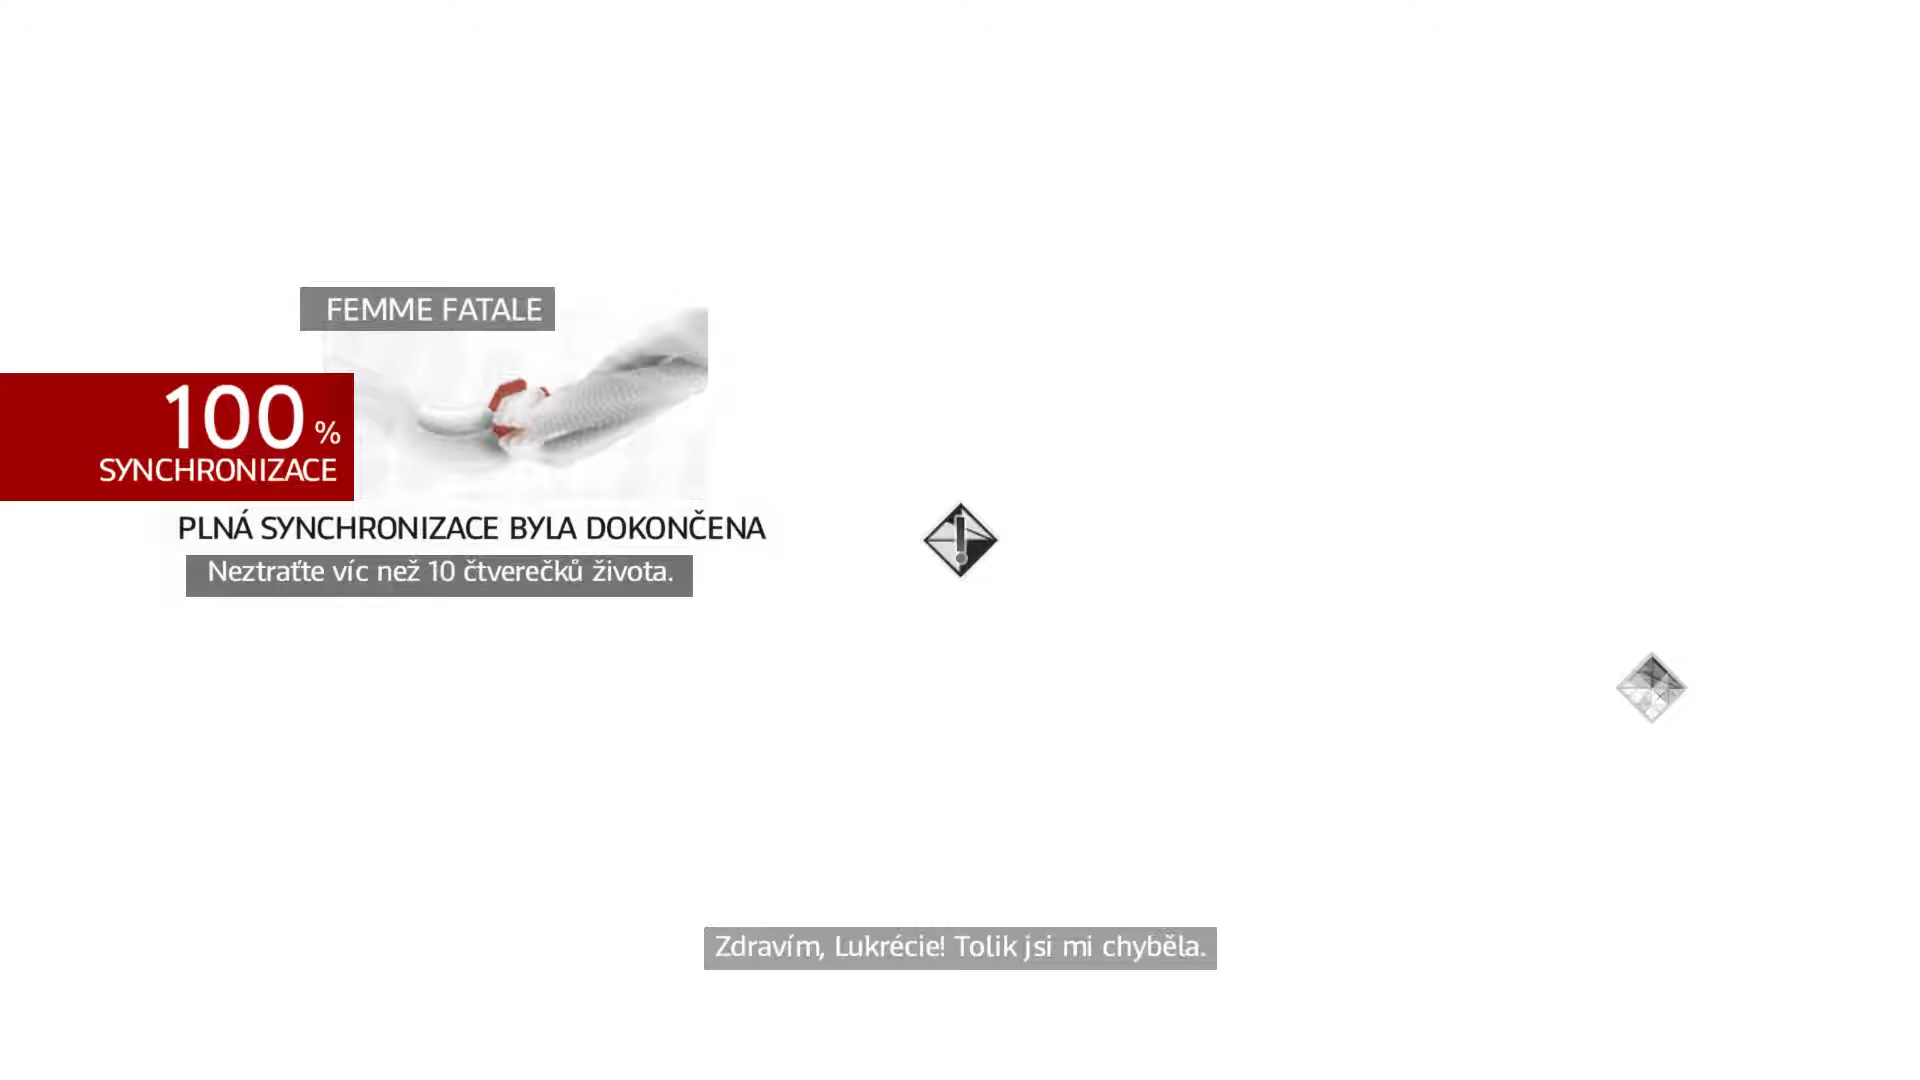 FEMME FATALE
100 %
SYNCHRONIZACE
PLNÁ SYNCHRONIZACE BYLA DOKONČENA
Neztraťte víc než 10 čtverečků života.
Zdravím, Lukrécie! Tolik jsi mi chyběla.